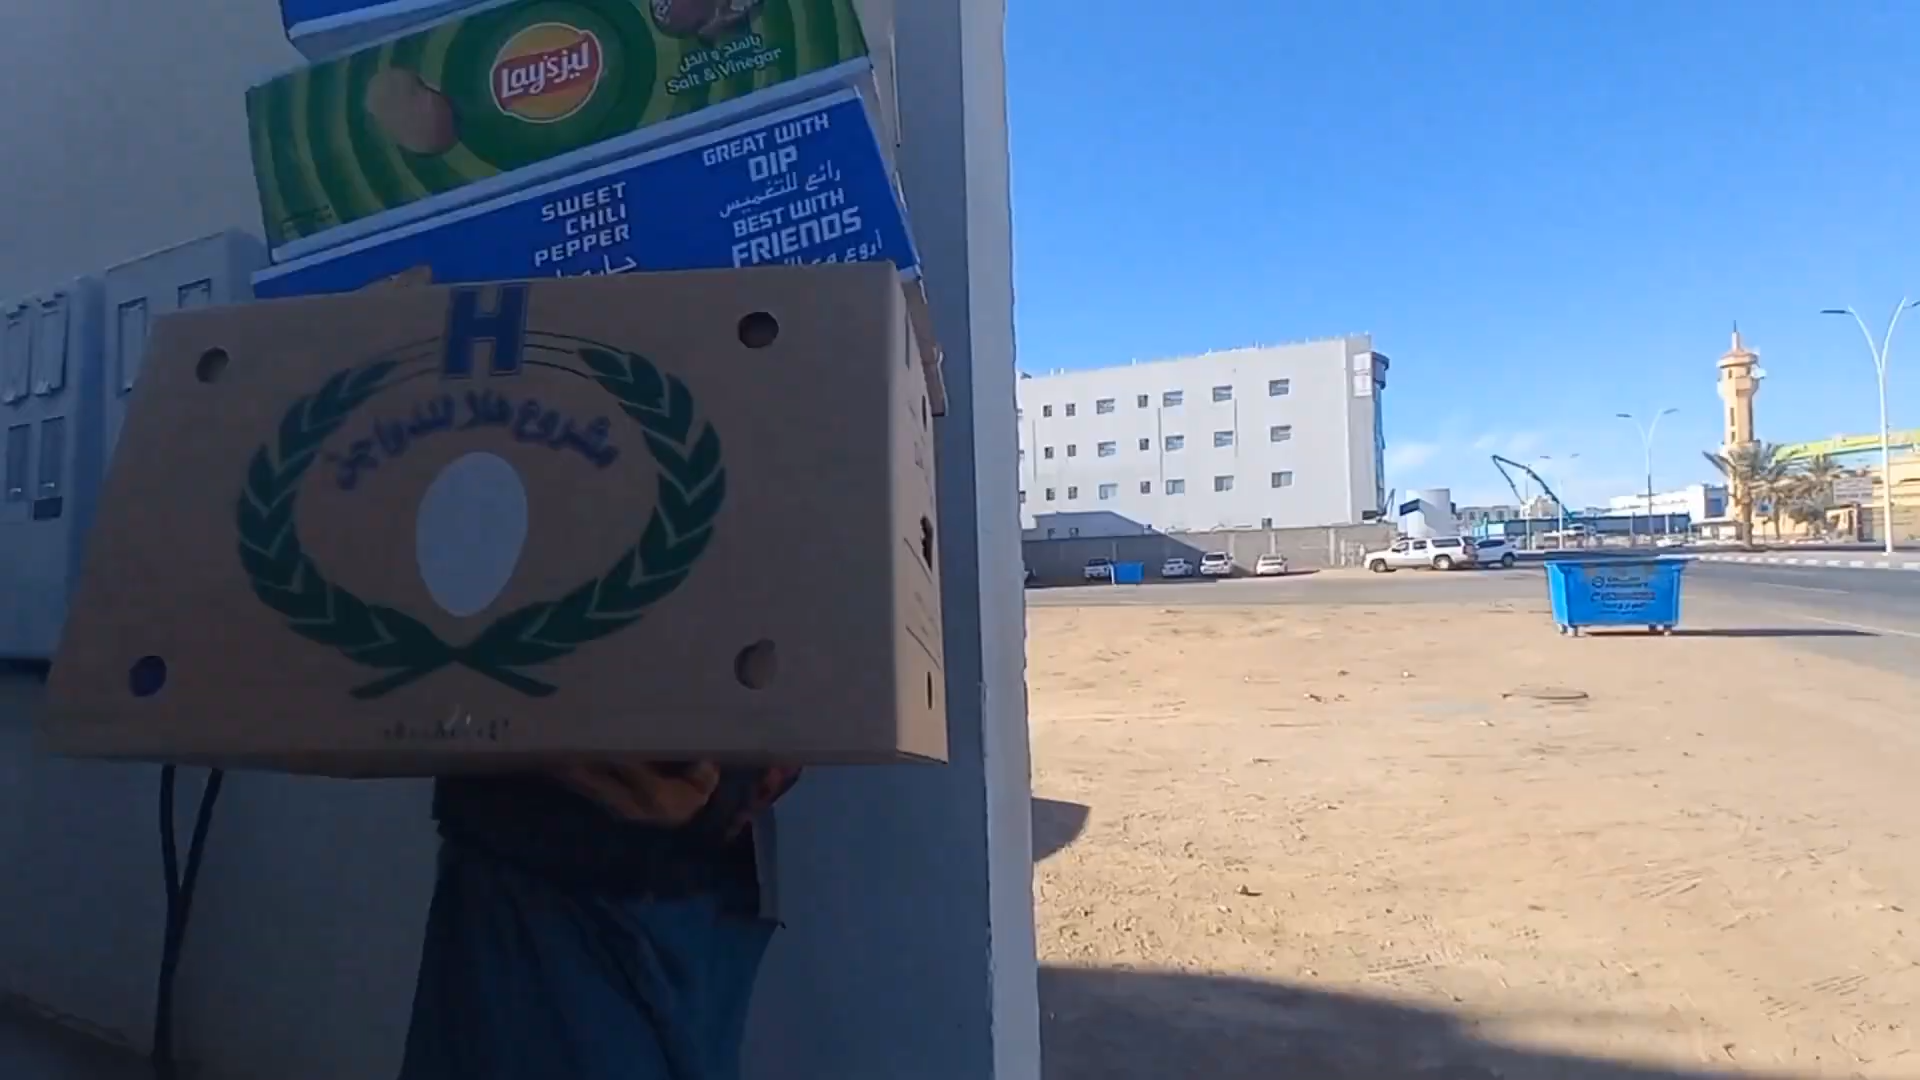 Lay's ليز
بالملح و الخل
Salt & Vinegar
GREAT WITH
DIP
رائع للتغميس
BEST WITH
FRIENDS
SWEET
CHILI
PEPPER
H
مشروع هلا للدواجن